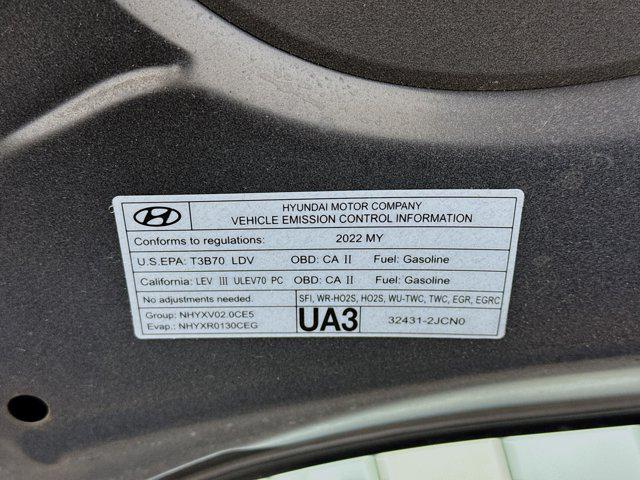 HYUNDAI MOTOR COMPANY
VEHICLE EMISSION CONTROL INFORMATION
Conforms to regulations: 2022 MY
U.S.EPA: T3B70 LDV OBD: CA II Fuel: Gasoline
California: LEV III ULEV70 PC OBD: CA II Fuel: Gasoline
No adjustments needed. SFI, WR-HO2S, HO2S, WU-TWC, TWC, EGR, EGRC
Group: NHYXV02.0CE5
Evap.: NHYXR0130CEG
UA3 32431-2JCN0